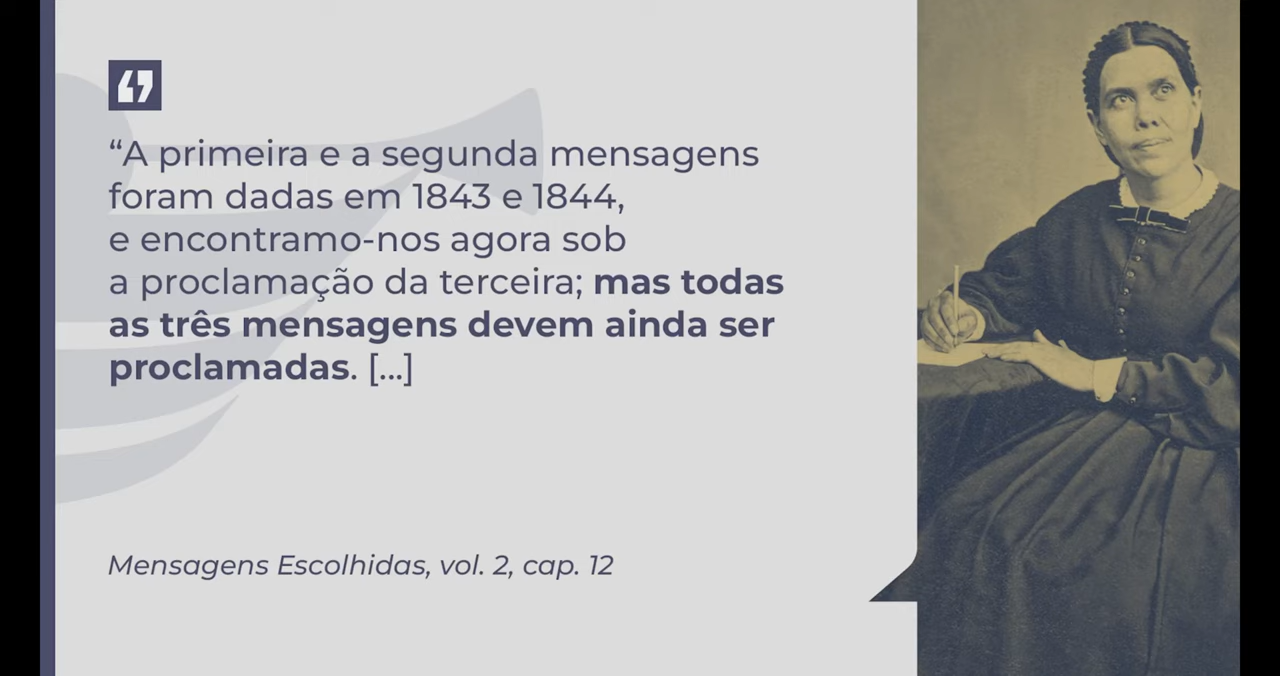 “A primeira e a segunda mensagens
foram dadas em 1843 e 1844,
e encontramo-nos agora sob
a proclamação da terceira; mas todas
as três mensagens devem ainda ser
proclamadas. [...]
Mensagens Escolhidas, vol. 2, cap. 12